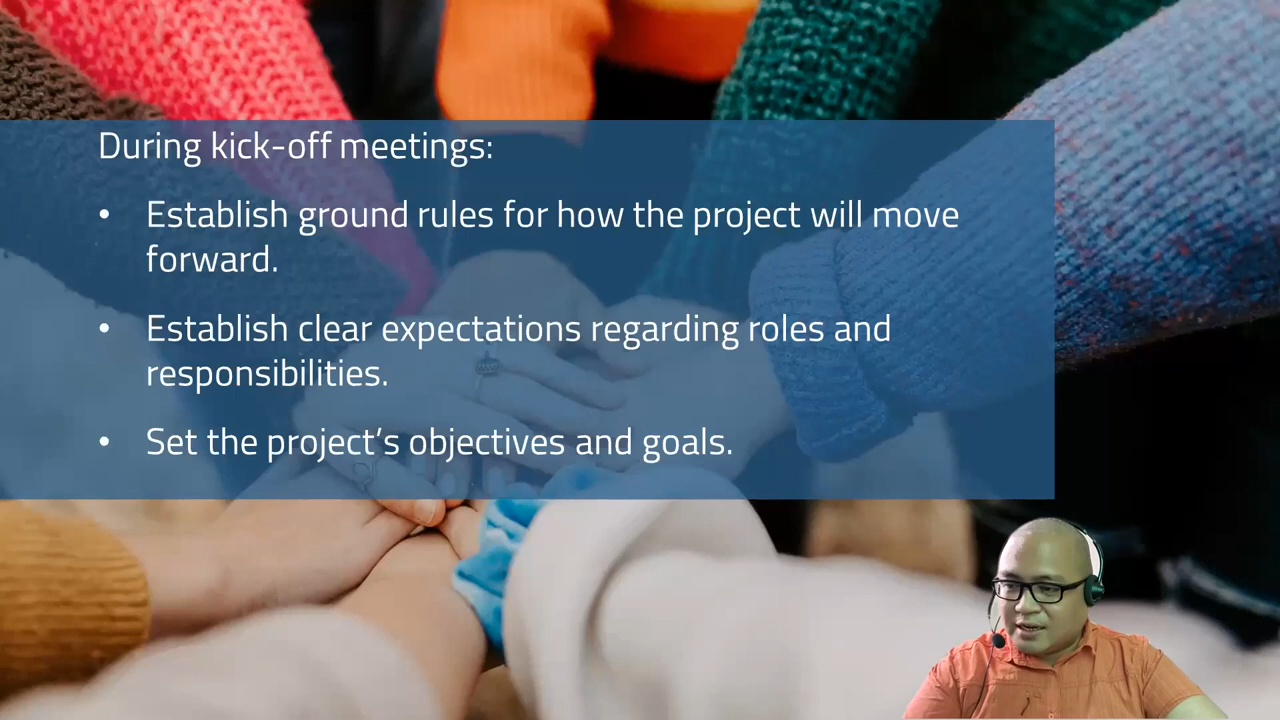 During kick-off meetings:
• Establish ground rules for how the project will move
forward.
• Establish clear expectations regarding roles and
responsibilities.
• Set the project’s objectives and goals.